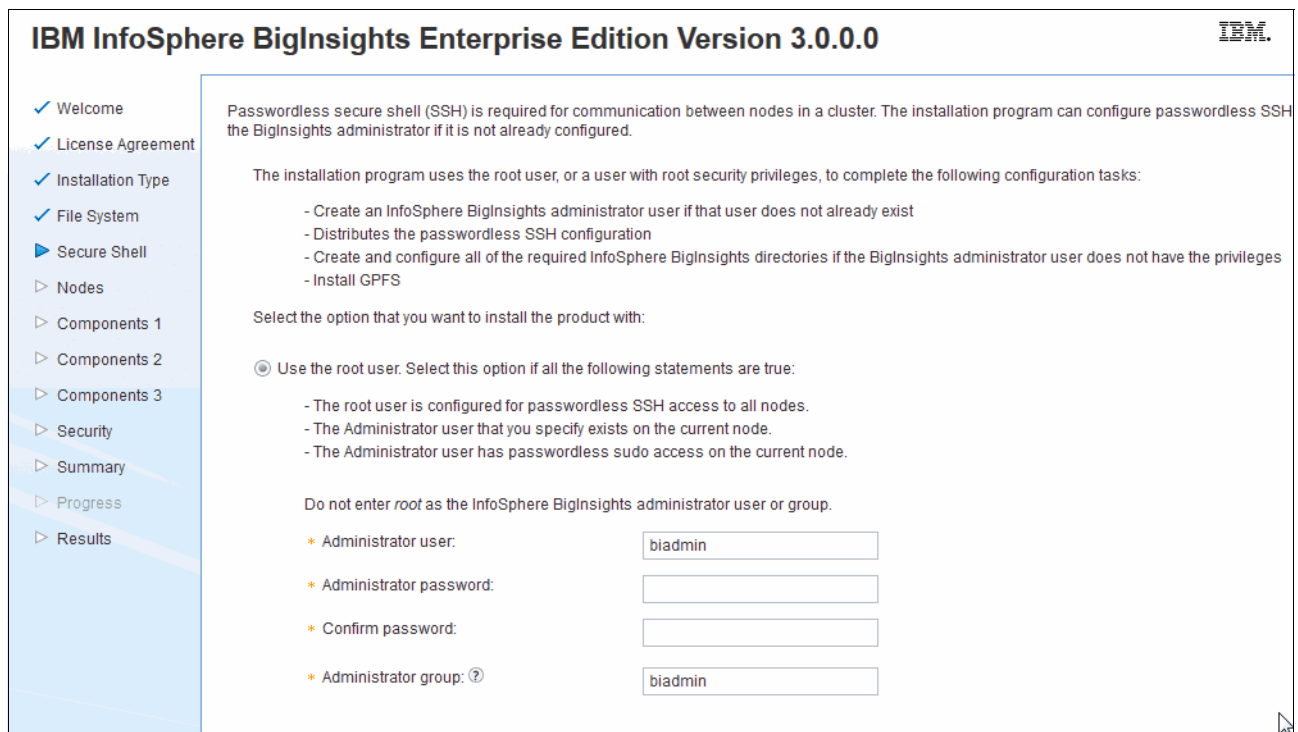 IBM InfoSphere BigInsights Enterprise Edition Version 3.0.0.0
IBM.
Welcome
License Agreement
Installation Type
File System
Secure Shell
Nodes
Components 1
Components 2
Components 3
Security
Summary
Progress
Results
Passwordless secure shell (SSH) is required for communication between nodes in a cluster. The installation program can configure passwordless SSH
the BigInsights administrator if it is not already configured.
The installation program uses the root user, or a user with root security privileges, to complete the following configuration tasks:
- Create an InfoSphere BigInsights administrator user if that user does not already exist
- Distributes the passwordless SSH configuration
- Create and configure all of the required InfoSphere BigInsights directories if the BigInsights administrator user does not have the privileges
- Install GPFS
Select the option that you want to install the product with:
Use the root user. Select this option if all the following statements are true:
- The root user is configured for passwordless SSH access to all nodes.
- The Administrator user that you specify exists on the current node.
- The Administrator user has passwordless sudo access on the current node.
Do not enter root as the InfoSphere BigInsights administrator user or group.
* Administrator user: biadmin
* Administrator password:
* Confirm password:
* Administrator group: ? biadmin